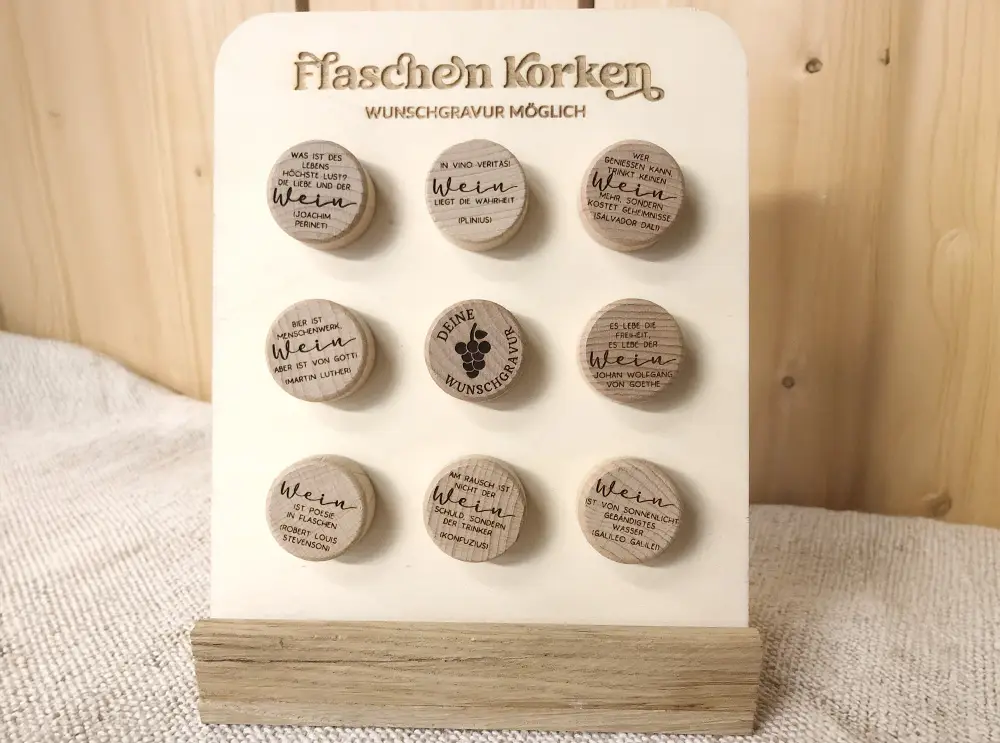 Flaschen Korken
WUNSCHGRAVUR MÖGLICH
WAS IST DES
LEBENS
HÖCHSTE LUST?
DIE LIEBE UND DER
Wein
(JOACHIM
PERINET)
IN VINO VERITAS!
Wein
LIEGT DIE WAHRHEIT
(PLINIUS)
WER
GENIESSEN KANN,
TRINKT KEINEN
Wein
MEHR, SONDERN
KOSTET GEHEIMNISSE
(SALVADOR DALI)
BIER IST
MENSCHENWERK,
Wein
ABER IST VON GOTT!
(MARTIN LUTHER)
DEINE
WUNSCHGRAVUR
ES LEBE DIE
FREIHEIT,
ES LEBE DER
Wein
JOHAN WOLFGANG
VON GOETHE
Wein
IST POESIE
IN FLASCHEN
(ROBERT LOUIS
STEVENSON)
AM RAUSCH IST
NICHT DER
Wein
SCHULD, SONDERN
DER TRINKER
(KONFUZIUS)
Wein
IST VON SONNENLICHT
GEBÄNDIGTES
WASSER
(GALILEO GALILEI)